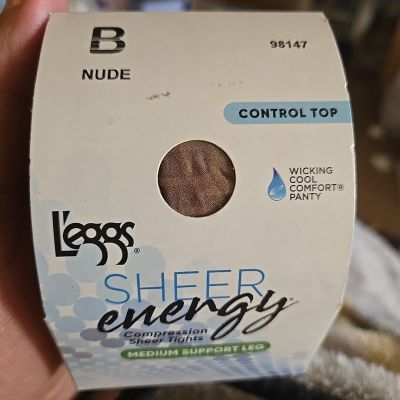 B
98147
NUDE
CONTROL TOP
WICKING
COOL
COMFORT®
PANTY
L'eggs®
SHEER
energy
Compression
Sheer Tights
MEDIUM SUPPORT LEG